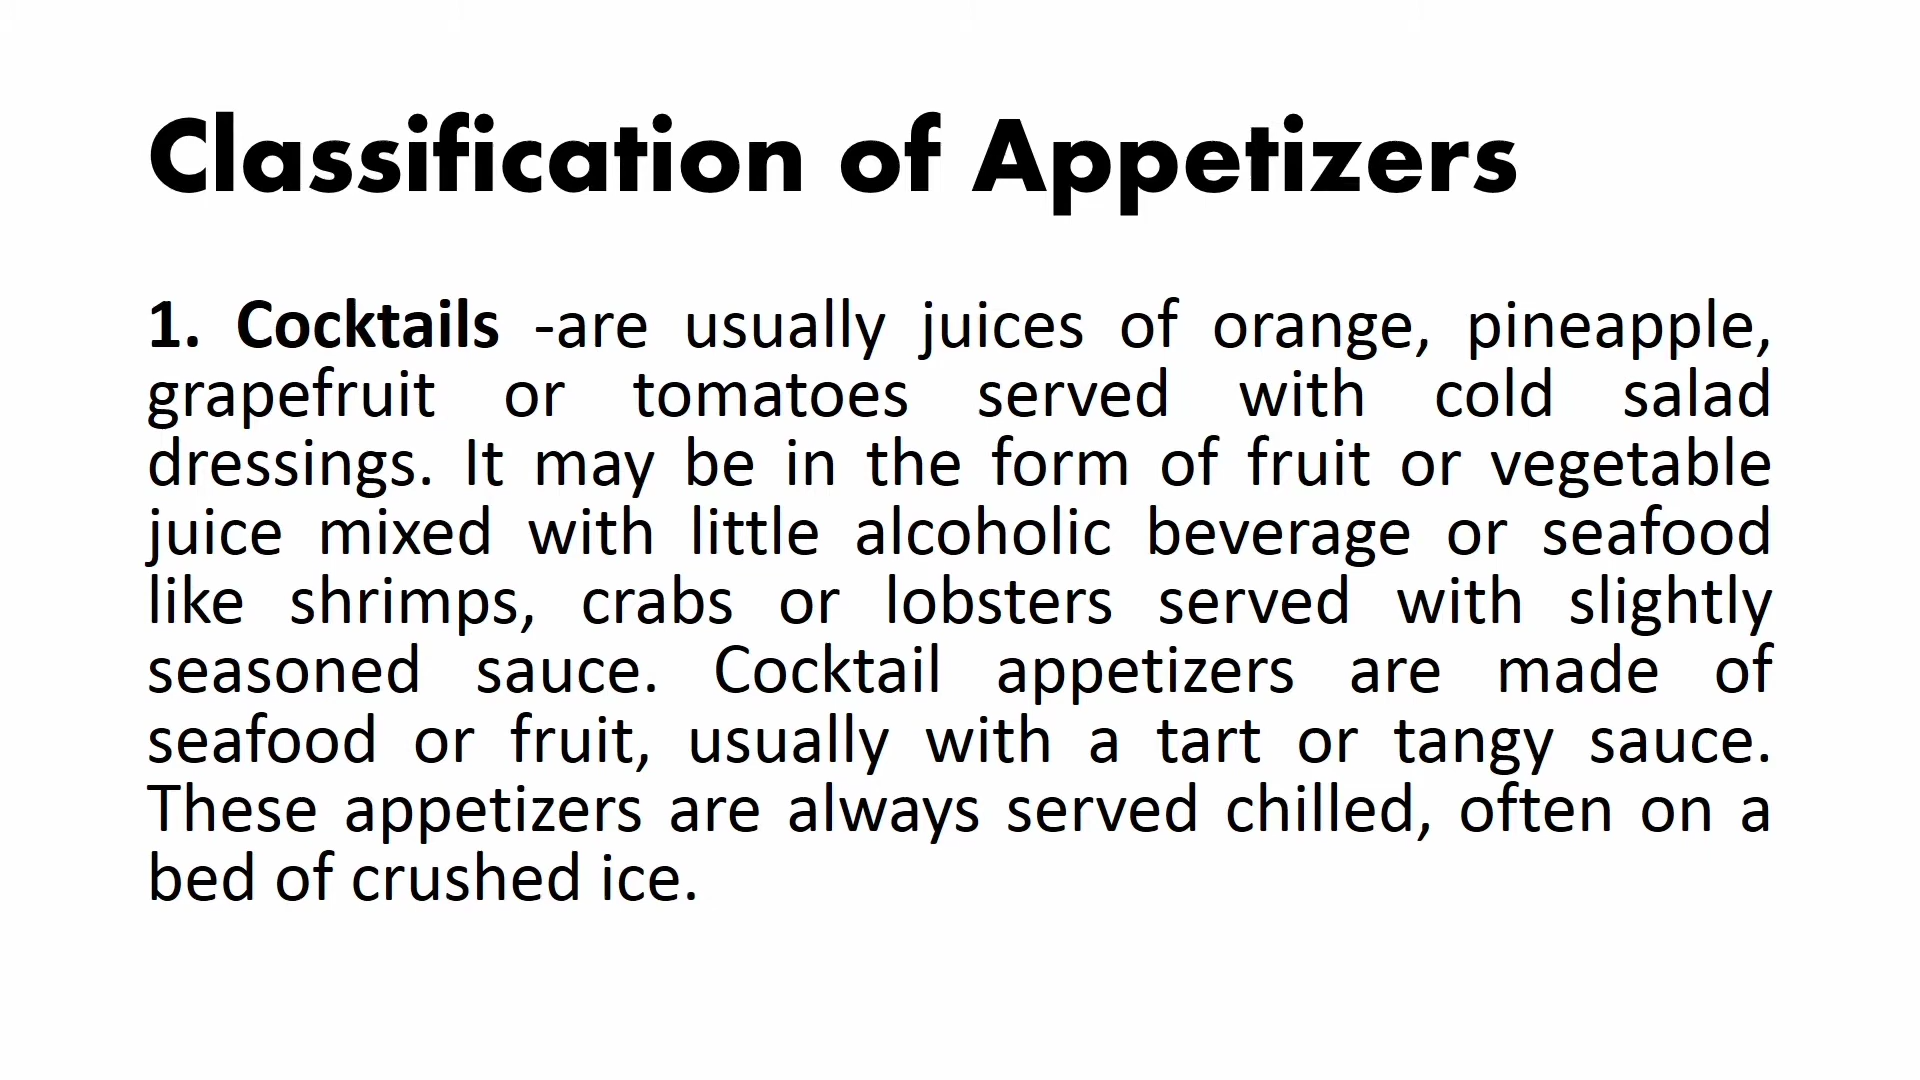 Classification of Appetizers
1. Cocktails -are usually juices of orange, pineapple,
grapefruit or tomatoes served with cold salad
dressings. It may be in the form of fruit or vegetable
juice mixed with little alcoholic beverage or seafood
like shrimps, crabs or lobsters served with slightly
seasoned sauce. Cocktail appetizers are made of
seafood or fruit, usually with a tart or tangy sauce.
These appetizers are always served chilled, often on a
bed of crushed ice.